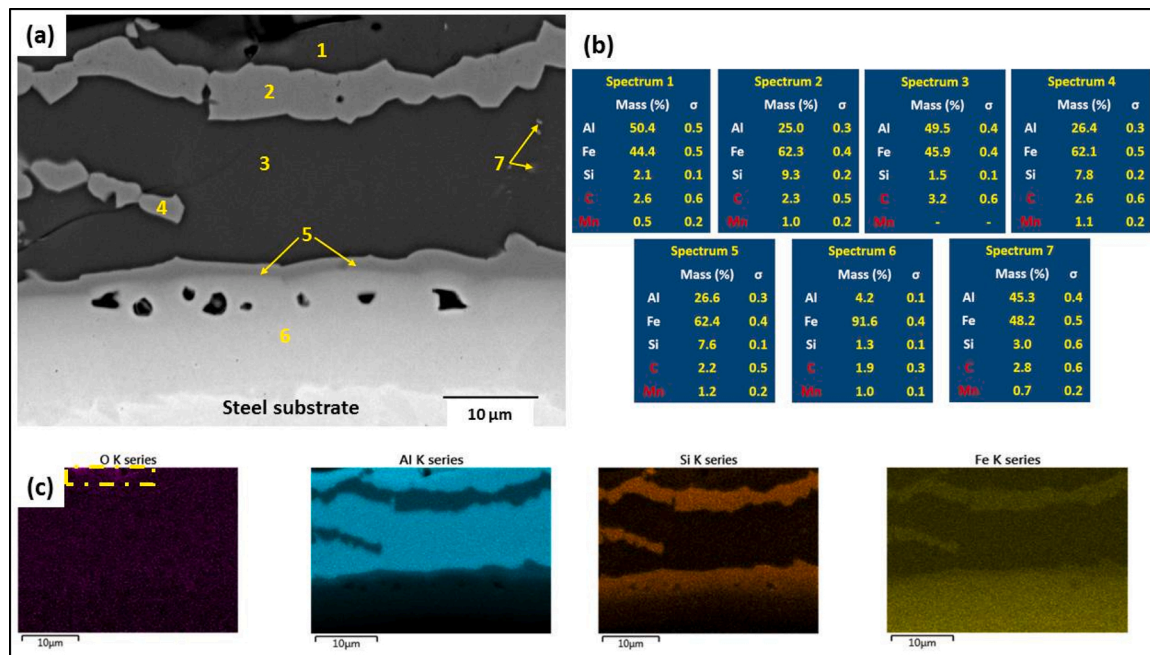 (a)
1
2
3
7
4
5
6
Steel substrate
10 µm
(b)
Spectrum 1
Mass (%) σ
Al 50.4 0.5
Fe 44.4 0.5
Si 2.1 0.1
C 2.6 0.6
Mn 0.5 0.2
Spectrum 2
Mass (%) σ
Al 25.0 0.3
Fe 62.3 0.4
Si 9.3 0.2
C 2.3 0.5
Mn 1.0 0.2
Spectrum 3
Mass (%) σ
Al 49.5 0.4
Fe 45.9 0.4
Si 1.5 0.1
C 3.2 0.6
Mn - -
Spectrum 4
Mass (%) σ
Al 26.4 0.3
Fe 62.1 0.5
Si 7.8 0.2
C 2.6 0.6
Mn 1.1 0.2
Spectrum 5
Mass (%) σ
Al 26.6 0.3
Fe 62.4 0.4
Si 7.6 0.1
C 2.2 0.5
Mn 1.2 0.2
Spectrum 6
Mass (%) σ
Al 4.2 0.1
Fe 91.6 0.4
Si 1.3 0.1
C 1.9 0.3
Mn 1.0 0.1
Spectrum 7
Mass (%) σ
Al 45.3 0.4
Fe 48.2 0.5
Si 3.0 0.6
C 2.8 0.6
Mn 0.7 0.2
(c)
O K series
Al K series
Si K series
Fe K series
10µm
10µm
10µm
10µm